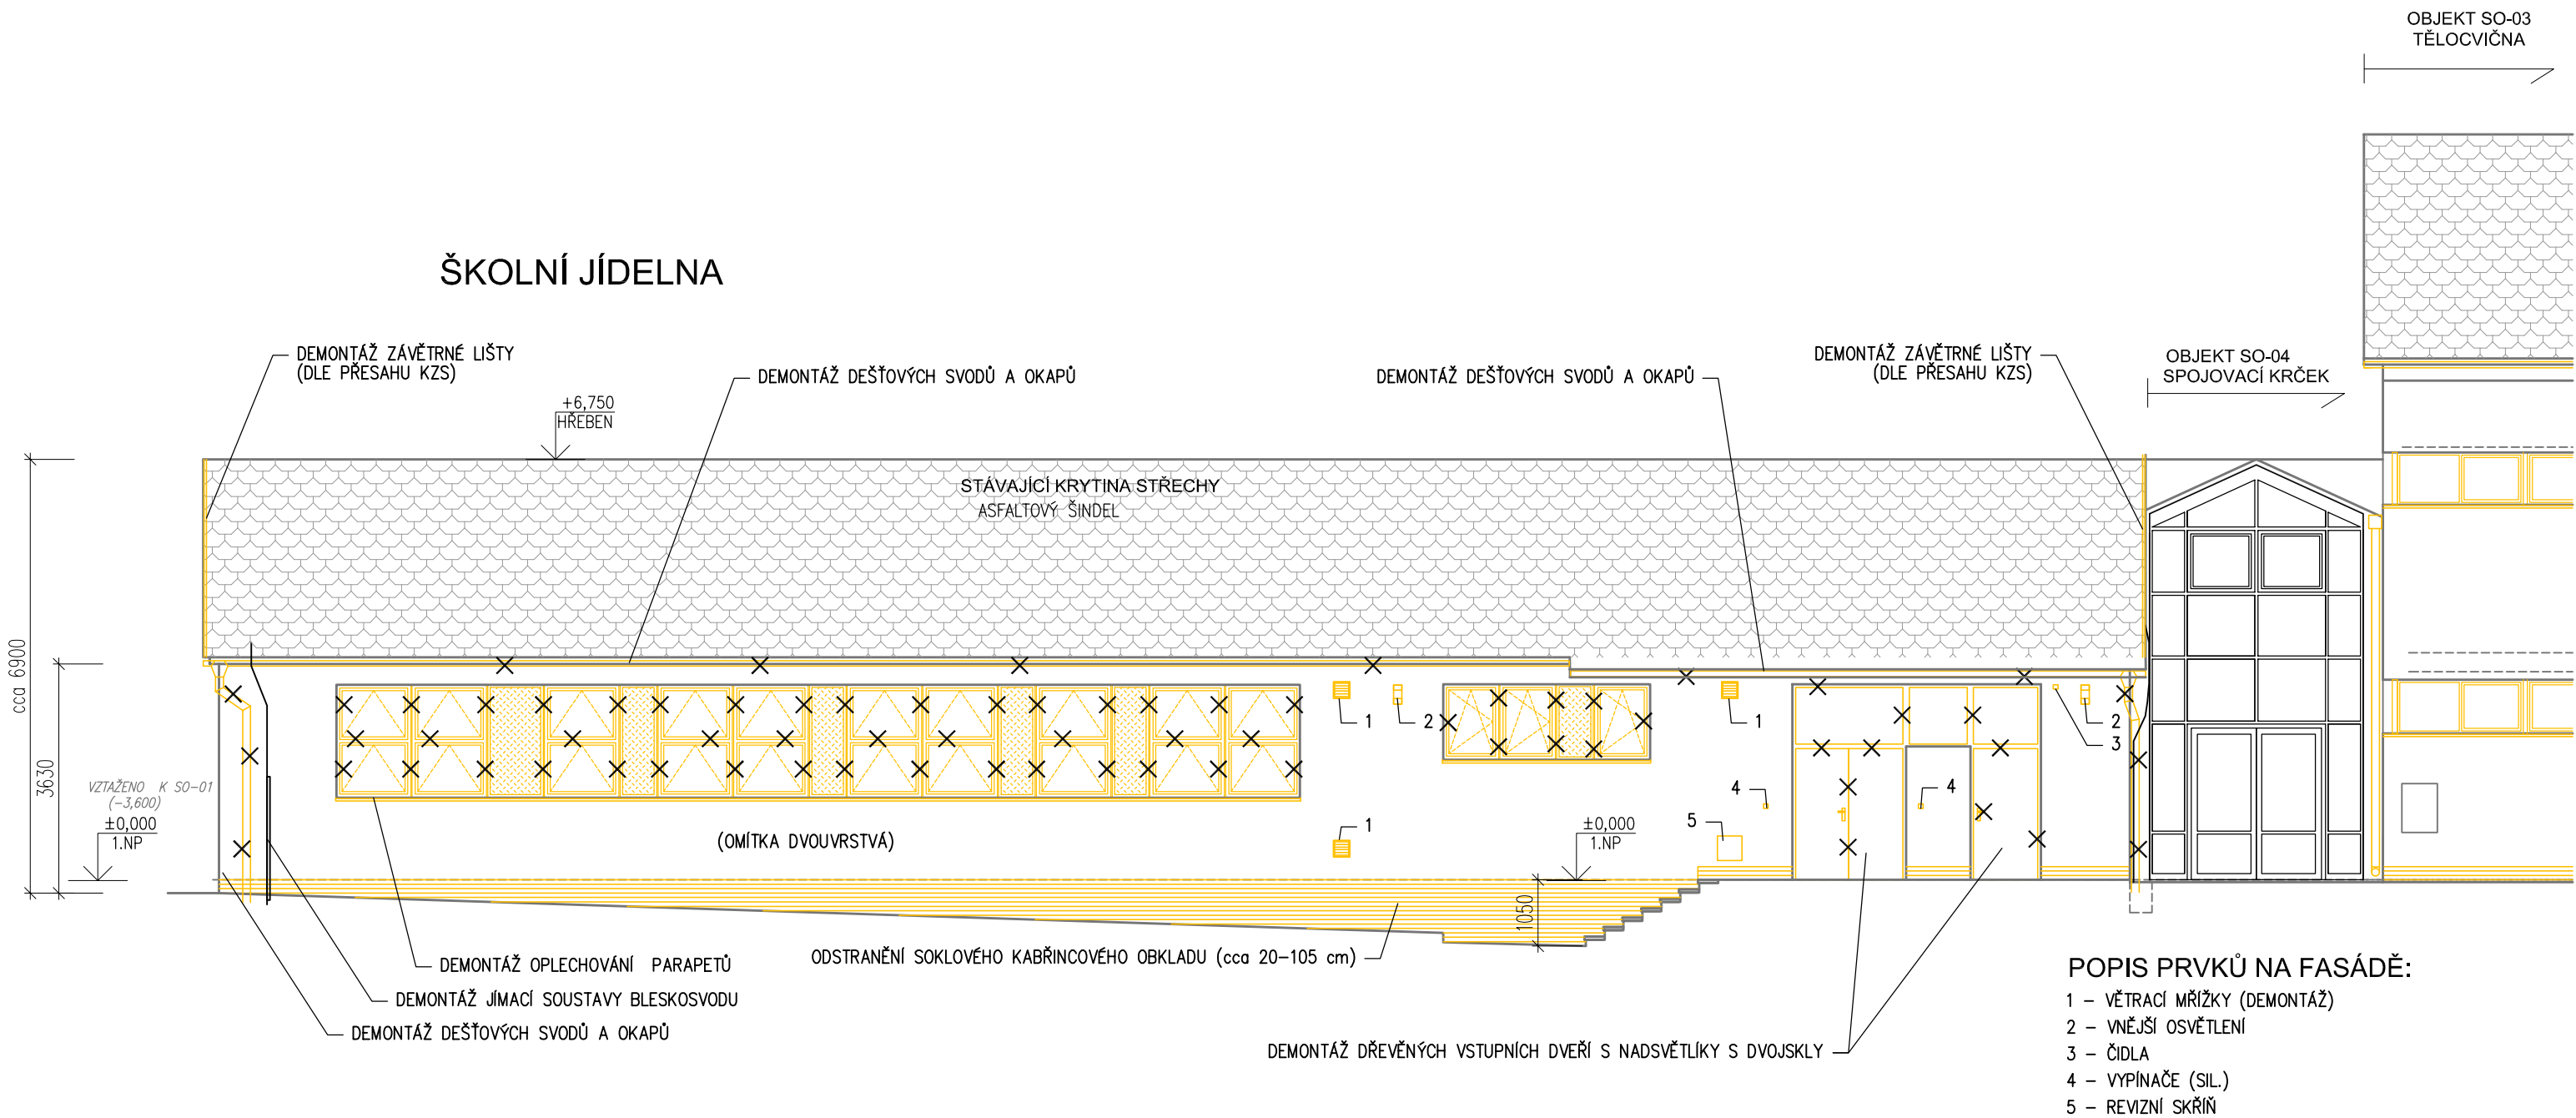 OBJEKT SO-03
TĚLOCVIČNA
ŠKOLNÍ JÍDELNA
DEMONTÁŽ ZÁVĚTRNÉ LIŠTY
(DLE PŘESAHU KZS)
DEMONTÁŽ DEŠŤOVÝCH SVODŮ A OKAPŮ
DEMONTÁŽ DEŠŤOVÝCH SVODŮ A OKAPŮ
DEMONTÁŽ ZÁVĚTRNÉ LIŠTY
(DLE PŘESAHU KZS)
OBJEKT SO-04
SPOJOVACÍ KRČEK
+6,750
HŘEBEN
STÁVAJÍCÍ KRYTINA STŘECHY
ASFALTOVÝ ŠINDEL
cca 6900
3630
VZTAŽENO K SO-01
(-3,600)
±0,000
1.NP
1
2
1
2
3
4
4
5
1
(OMÍTKA DVOUVRSTVÁ)
±0,000
1.NP
1050
ODSTRANĚNÍ SOKLOVÉHO KABŘINCOVÉHO OBKLADU (cca 20-105 cm)
DEMONTÁŽ OPLECHOVÁNÍ PARAPETŮ
DEMONTÁŽ JÍMACÍ SOUSTAVY BLESKOSVODU
DEMONTÁŽ DEŠŤOVÝCH SVODŮ A OKAPŮ
DEMONTÁŽ DŘEVĚNÝCH VSTUPNÍCH DVEŘÍ S NADSVĚTLÍKY S DVOJSKLY
POPIS PRVKŮ NA FASÁDĚ:
1 - VĚTRACÍ MŘÍŽKY (DEMONTÁŽ)
2 - VNĚJŠÍ OSVĚTLENÍ
3 - ČIDLA
4 - VYPÍNAČE (SIL.)
5 - REVIZNÍ SKŘÍŇ